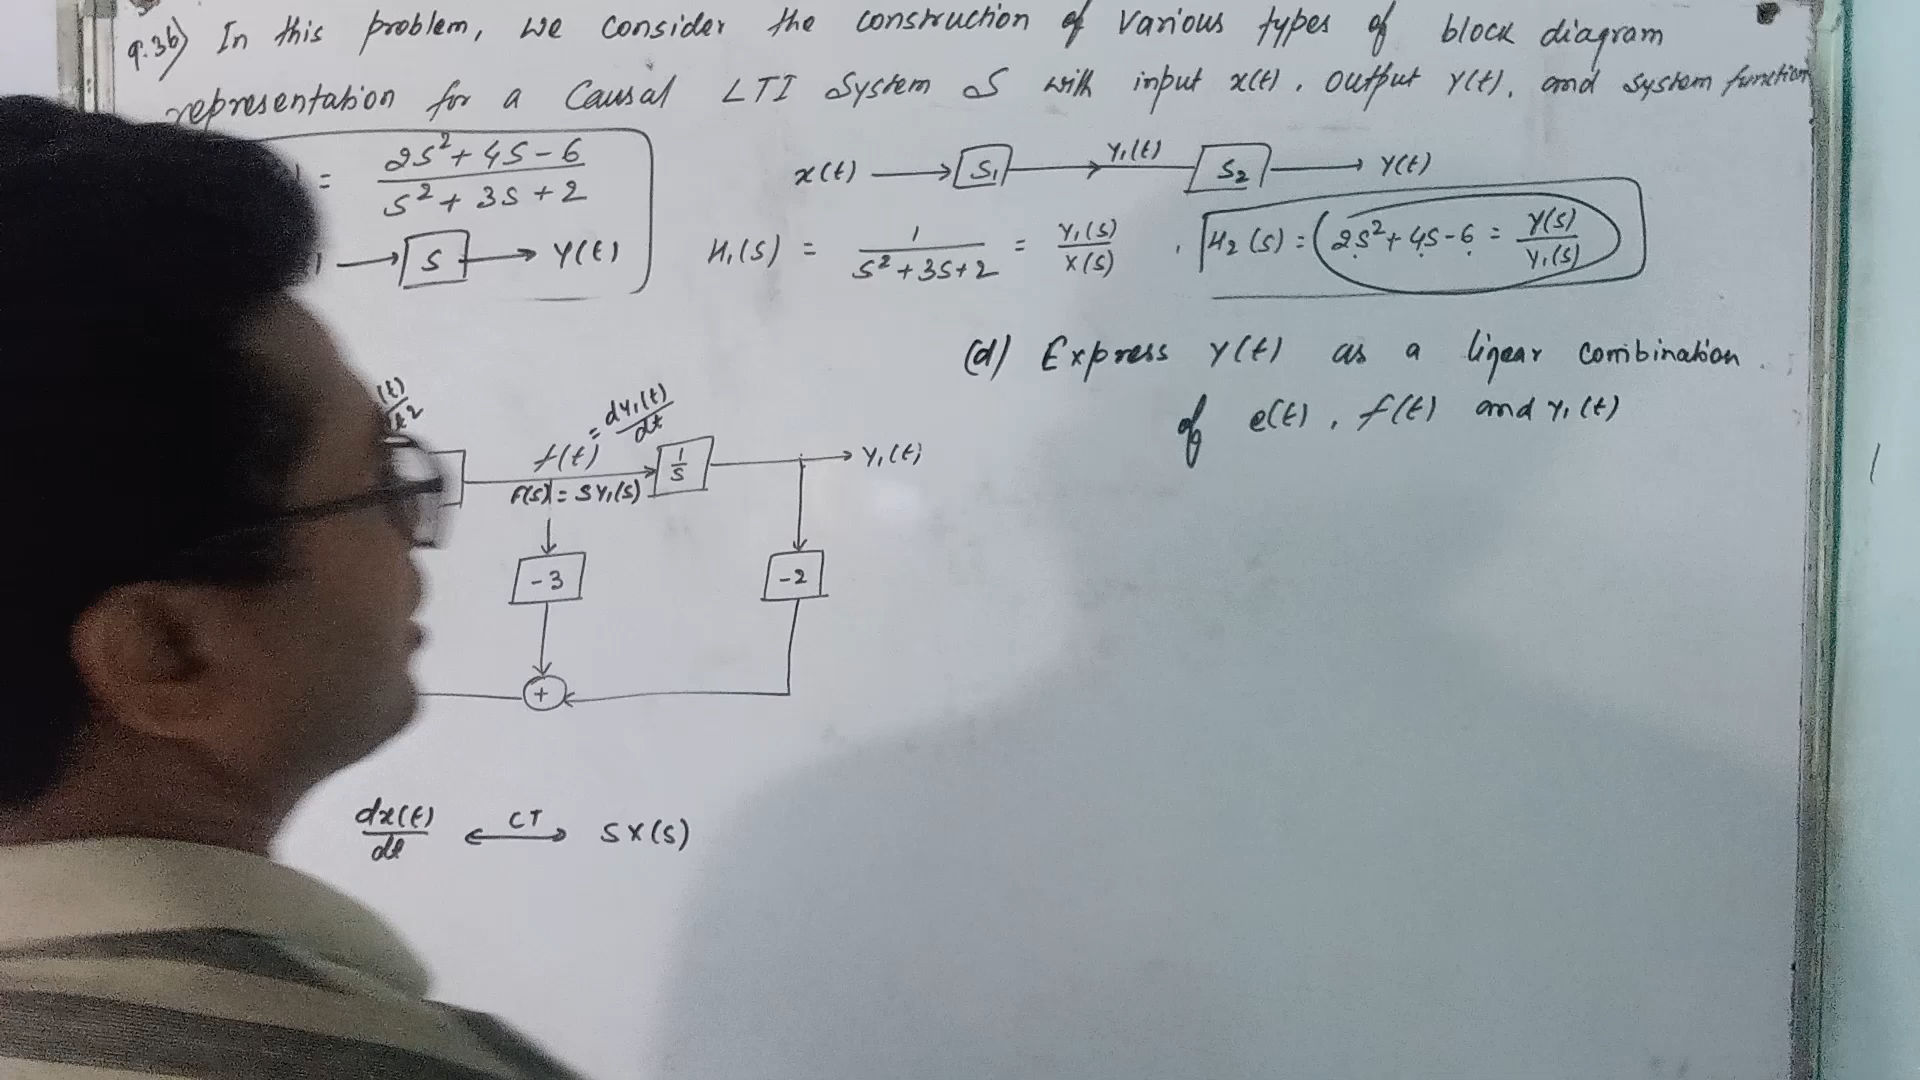 9.36) In this problem, we consider the construction of various types of block diagram
representation for a Causal LTI System S with input x(t), output y(t), and system function
= 2s²+4s-6 / s²+3s+2
x(t) → S₁ → y₁(t) S₂ → y(t)
S → y(t)
H₁(s) = 1 / s²+3s+2 = Y₁(s) / X(s) , H₂(s) = 2s²+4s-6 = Y(s) / Y₁(s)
(d) Express y(t) as a linear combination
of e(t), f(t) and y₁(t)
f(t) = dy₁(t) / dt
1/s → y₁(t)
F(s) = sY₁(s)
-3
-2
+
dx(t) / dt ⟷ CT sX(s)